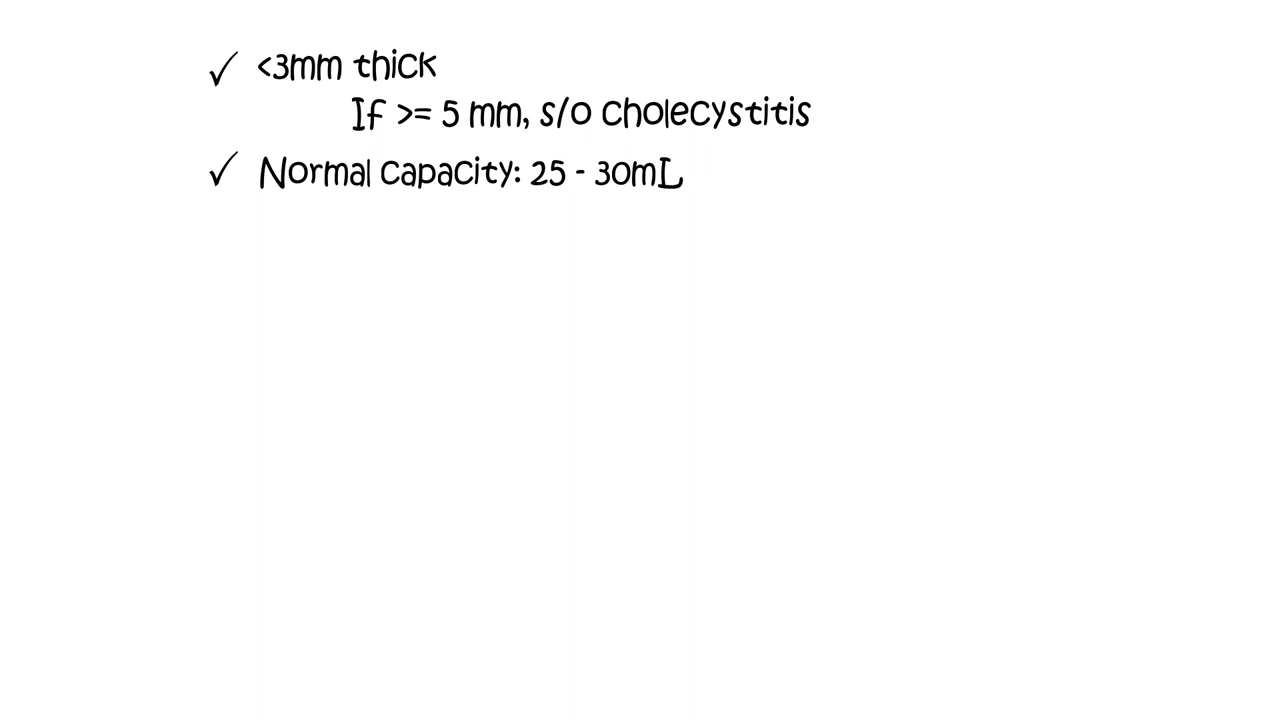 ✓ <3mm thick
If >= 5 mm, s/o cholecystitis
✓ Normal capacity: 25 - 30mL